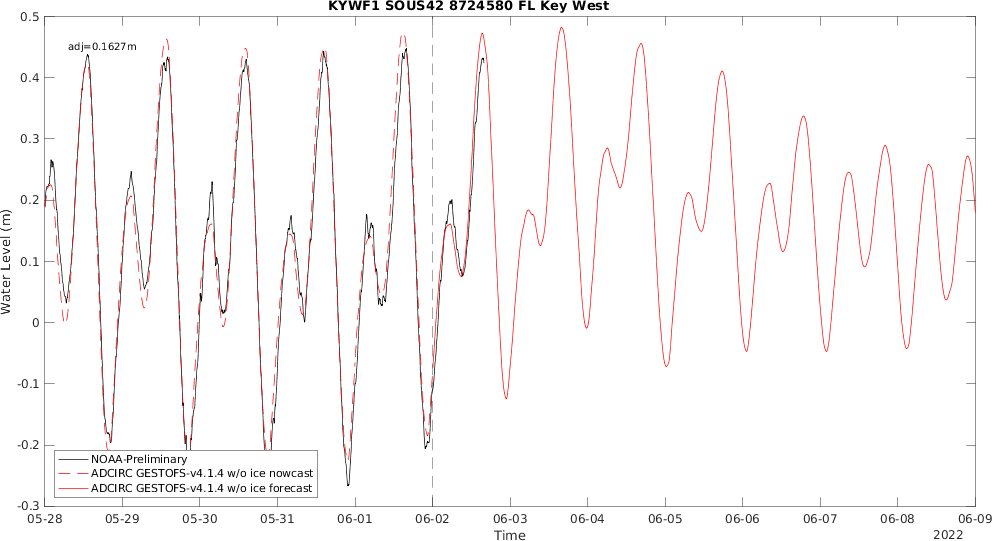 KYWF1 SOUS42 8724580 FL Key West
adj=0.1627m
Water Level (m)
0.5
0.4
0.3
0.2
0.1
0
-0.1
-0.2
-0.3
NOAA-Preliminary
ADCIRC GESTOFS-v4.1.4 w/o ice nowcast
ADCIRC GESTOFS-v4.1.4 w/o ice forecast
05-28 05-29 05-30 05-31 06-01 06-02 06-03 06-04 06-05 06-06 06-07 06-08 06-09
Time
2022